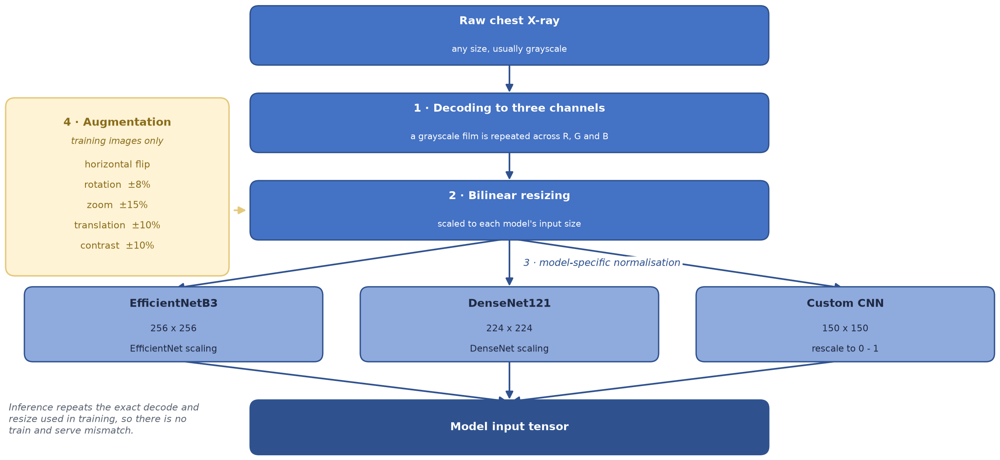 Raw chest X-ray
any size, usually grayscale
1 · Decoding to three channels
a grayscale film is repeated across R, G and B
4 · Augmentation
training images only
horizontal flip
rotation ±8%
zoom ±15%
translation ±10%
contrast ±10%
2 · Bilinear resizing
scaled to each model's input size
3 · model-specific normalisation
EfficientNetB3
256 x 256
EfficientNet scaling
DenseNet121
224 x 224
DenseNet scaling
Custom CNN
150 x 150
rescale to 0 - 1
Inference repeats the exact decode and
resize used in training, so there is no
train and serve mismatch.
Model input tensor